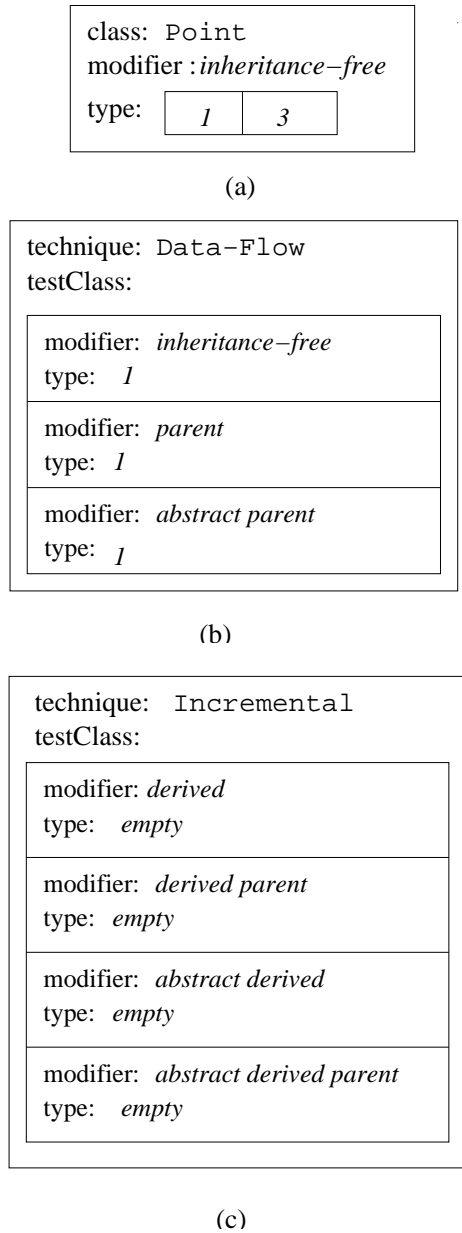 class: Point
modifier : inheritance−free
type: 1 3
(a)
technique: Data−Flow
testClass:
modifier: inheritance−free
type: 1
modifier: parent
type: 1
modifier: abstract parent
type: 1
(b)
technique: Incremental
testClass:
modifier: derived
type: empty
modifier: derived parent
type: empty
modifier: abstract derived
type: empty
modifier: abstract derived parent
type: empty
(c)